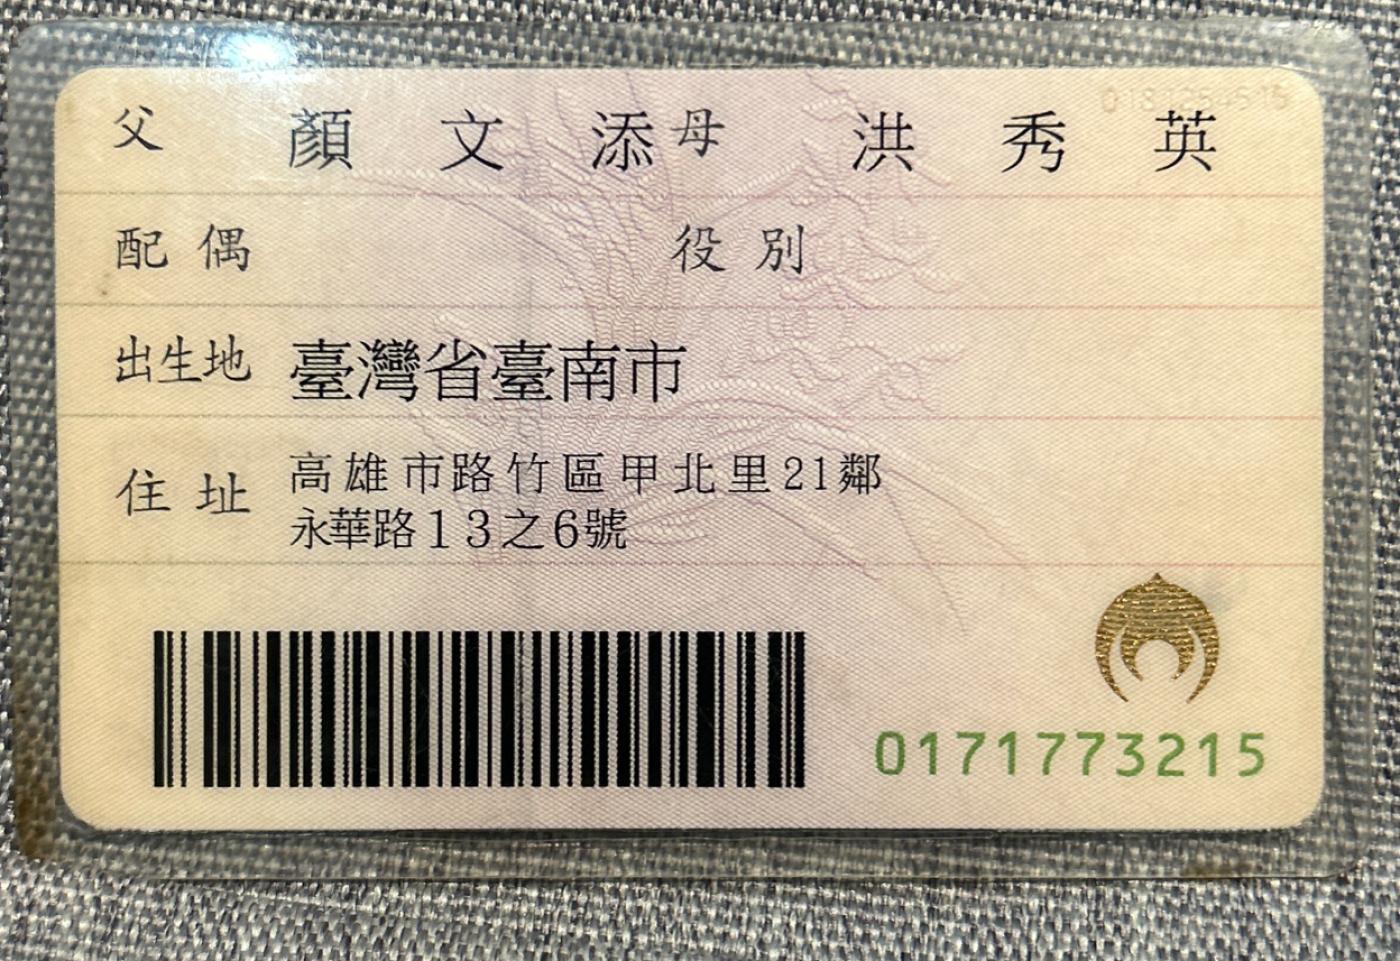 父 顏文添 母 洪秀英
配偶 役別
出生地 臺灣省臺南市
住址 高雄市路竹區甲北里21鄰
永華路13之6號
0171773215